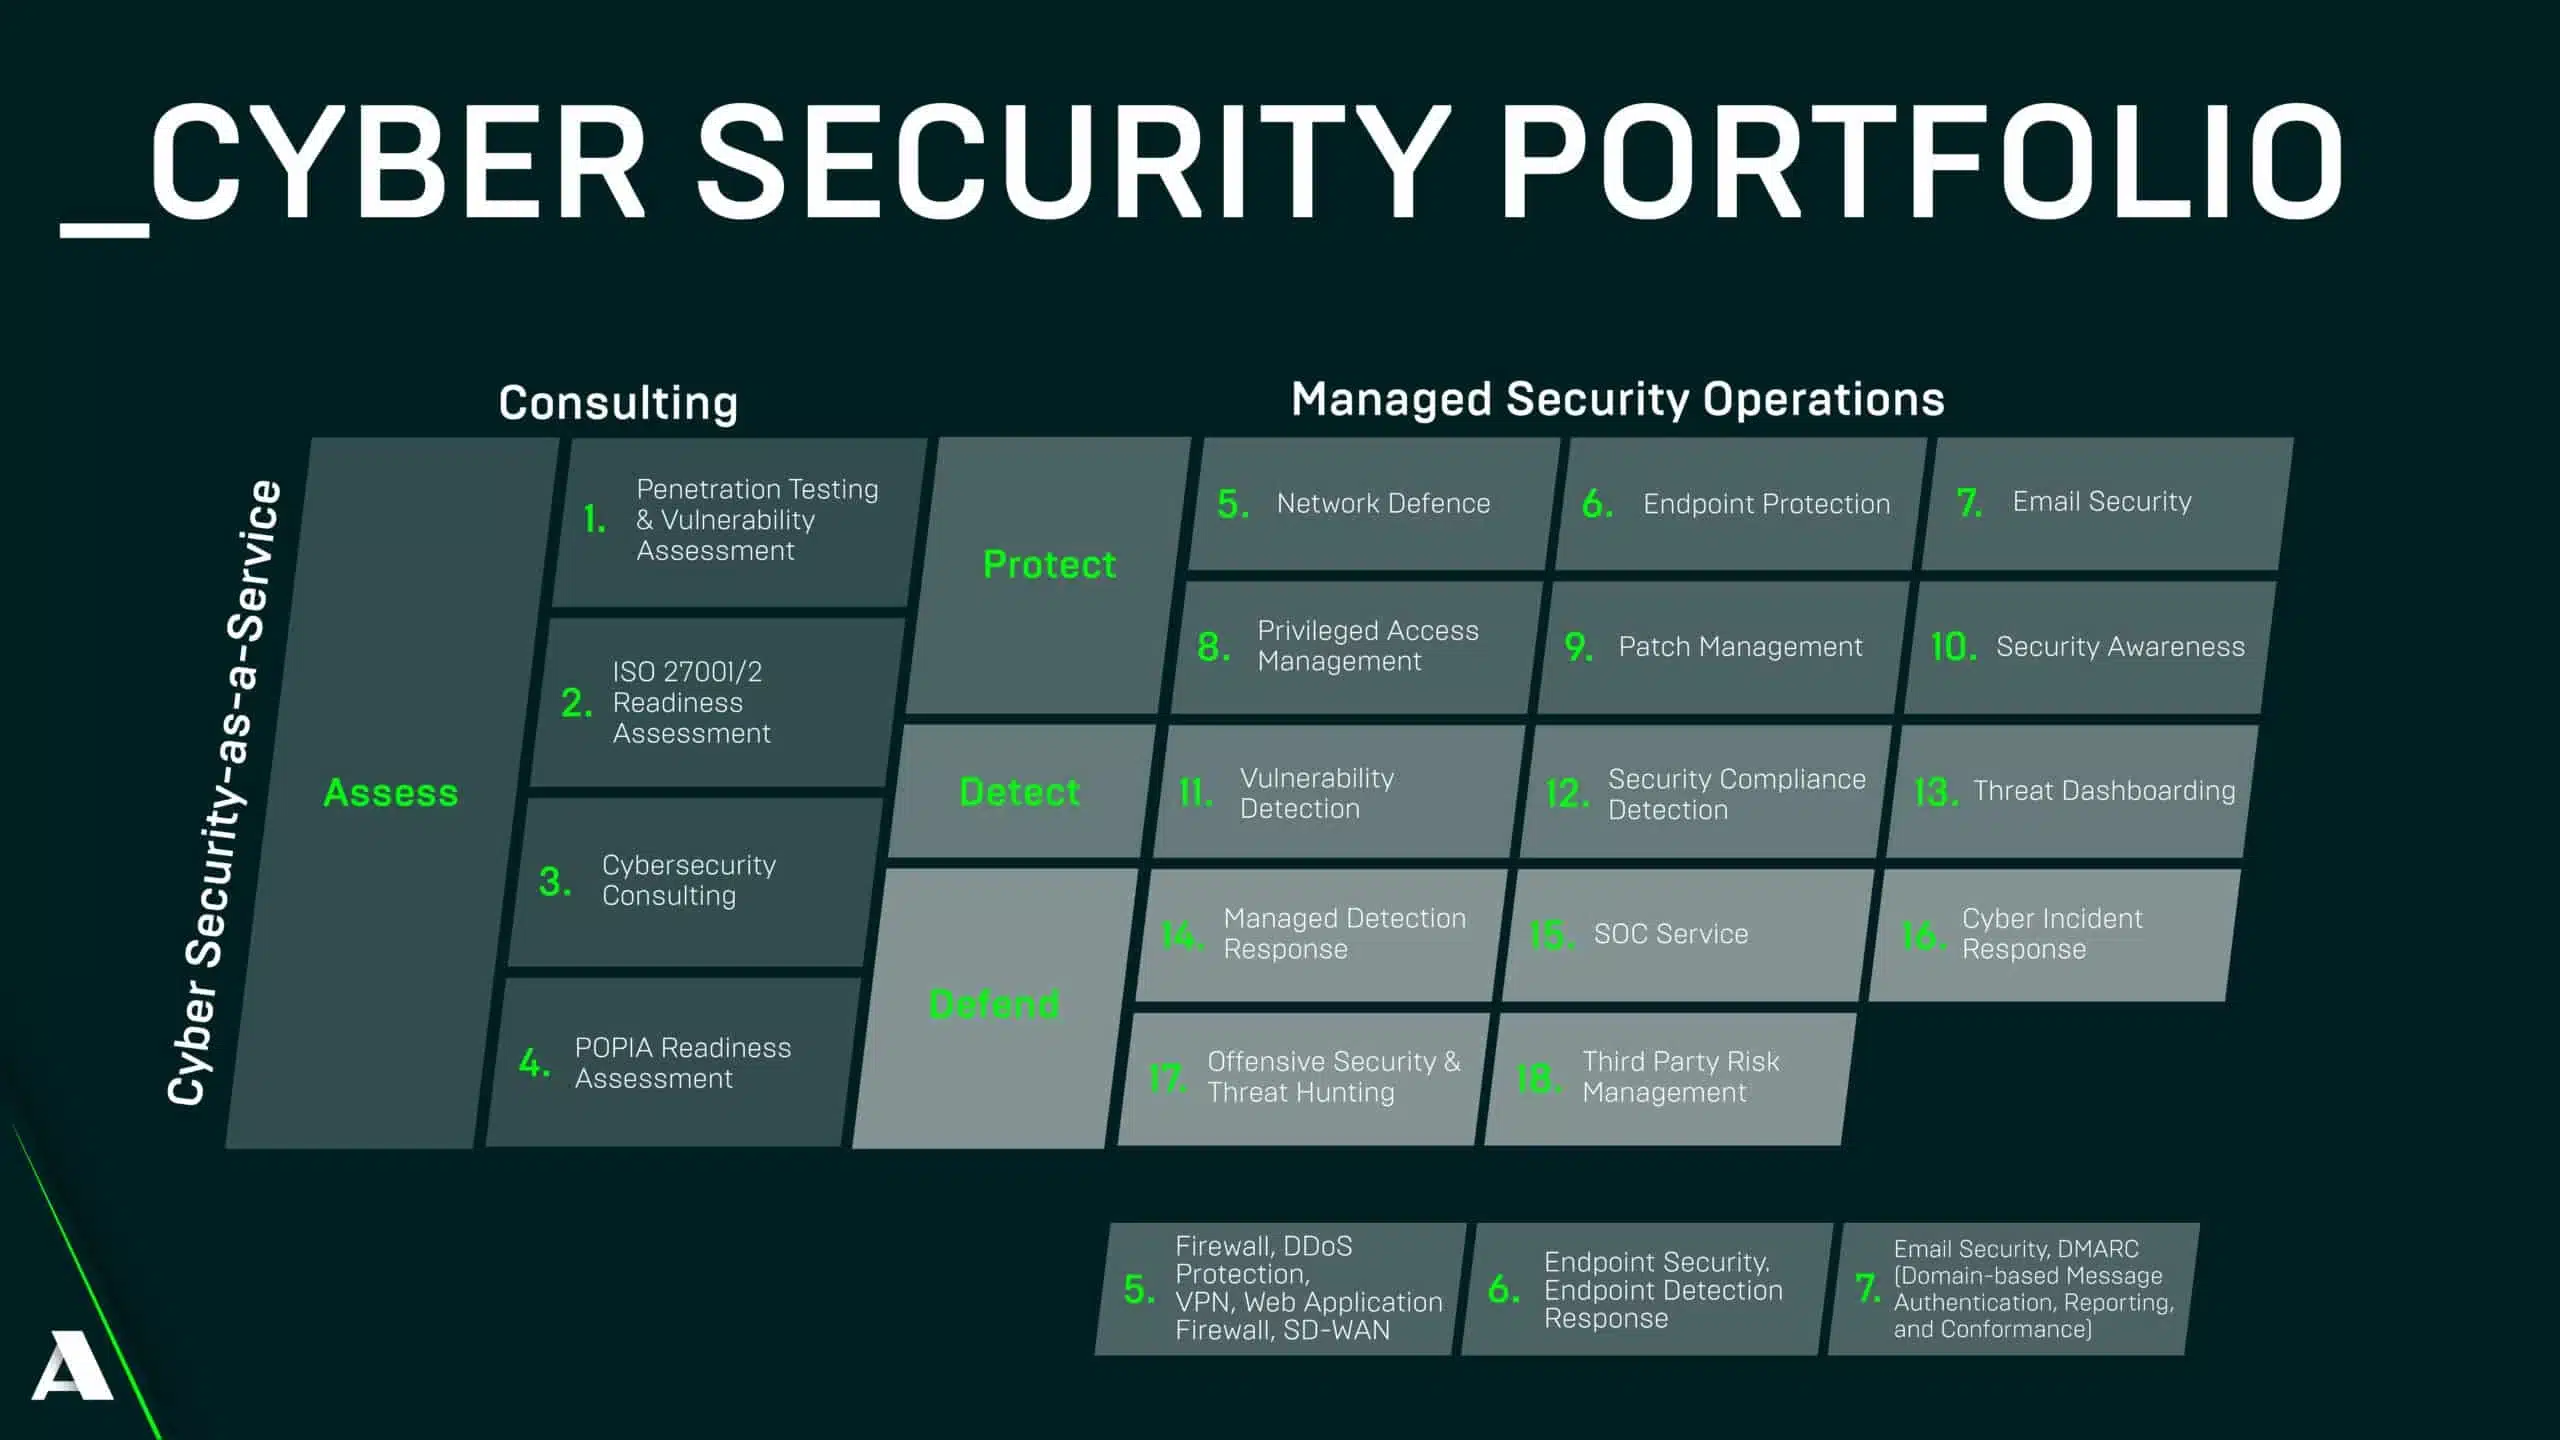 _CYBER SECURITY PORTFOLIO
Consulting
Managed Security Operations
Cyber Security-as-a-Service
Assess
1. Penetration Testing
& Vulnerability
Assessment
2. ISO 27001/2
Readiness
Assessment
3. Cybersecurity
Consulting
4. POPIA Readiness
Assessment
Protect
5. Network Defence
6. Endpoint Protection
7. Email Security
8. Privileged Access
Management
9. Patch Management
10. Security Awareness
Detect
11. Vulnerability
Detection
12. Security Compliance
Detection
13. Threat Dashboarding
Defend
14. Managed Detection
Response
15. SOC Service
16. Cyber Incident
Response
17. Offensive Security &
Threat Hunting
18. Third Party Risk
Management
5. Firewall, DDoS
Protection,
VPN, Web Application
Firewall, SD-WAN
6. Endpoint Security.
Endpoint Detection
Response
7. Email Security, DMARC
(Domain-based Message
Authentication, Reporting,
and Conformance)
A